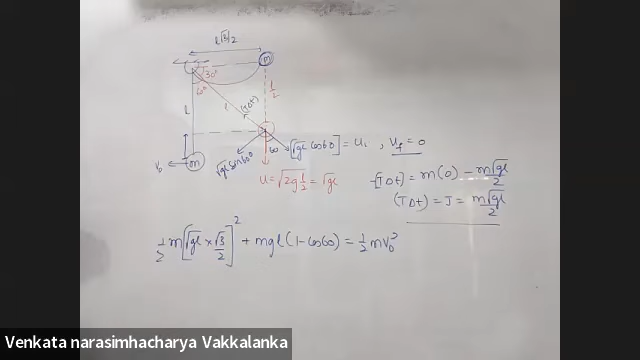 l√3/2
m
30°
60°
l/2
l
l
(TΔt)
60
[√gl cos60] = u₁ , V_f = 0
√gl sin60
V₀
m
u = √2g l/2 = √gl
-(TΔt) = m(0) - m√gl/2
(TΔt) = J = m√gl/2
1/2 m[√gl × √3/2]² + mgl(1-cos60) = 1/2 mV₀²
Venkata narasimhacharya Vakkalanka